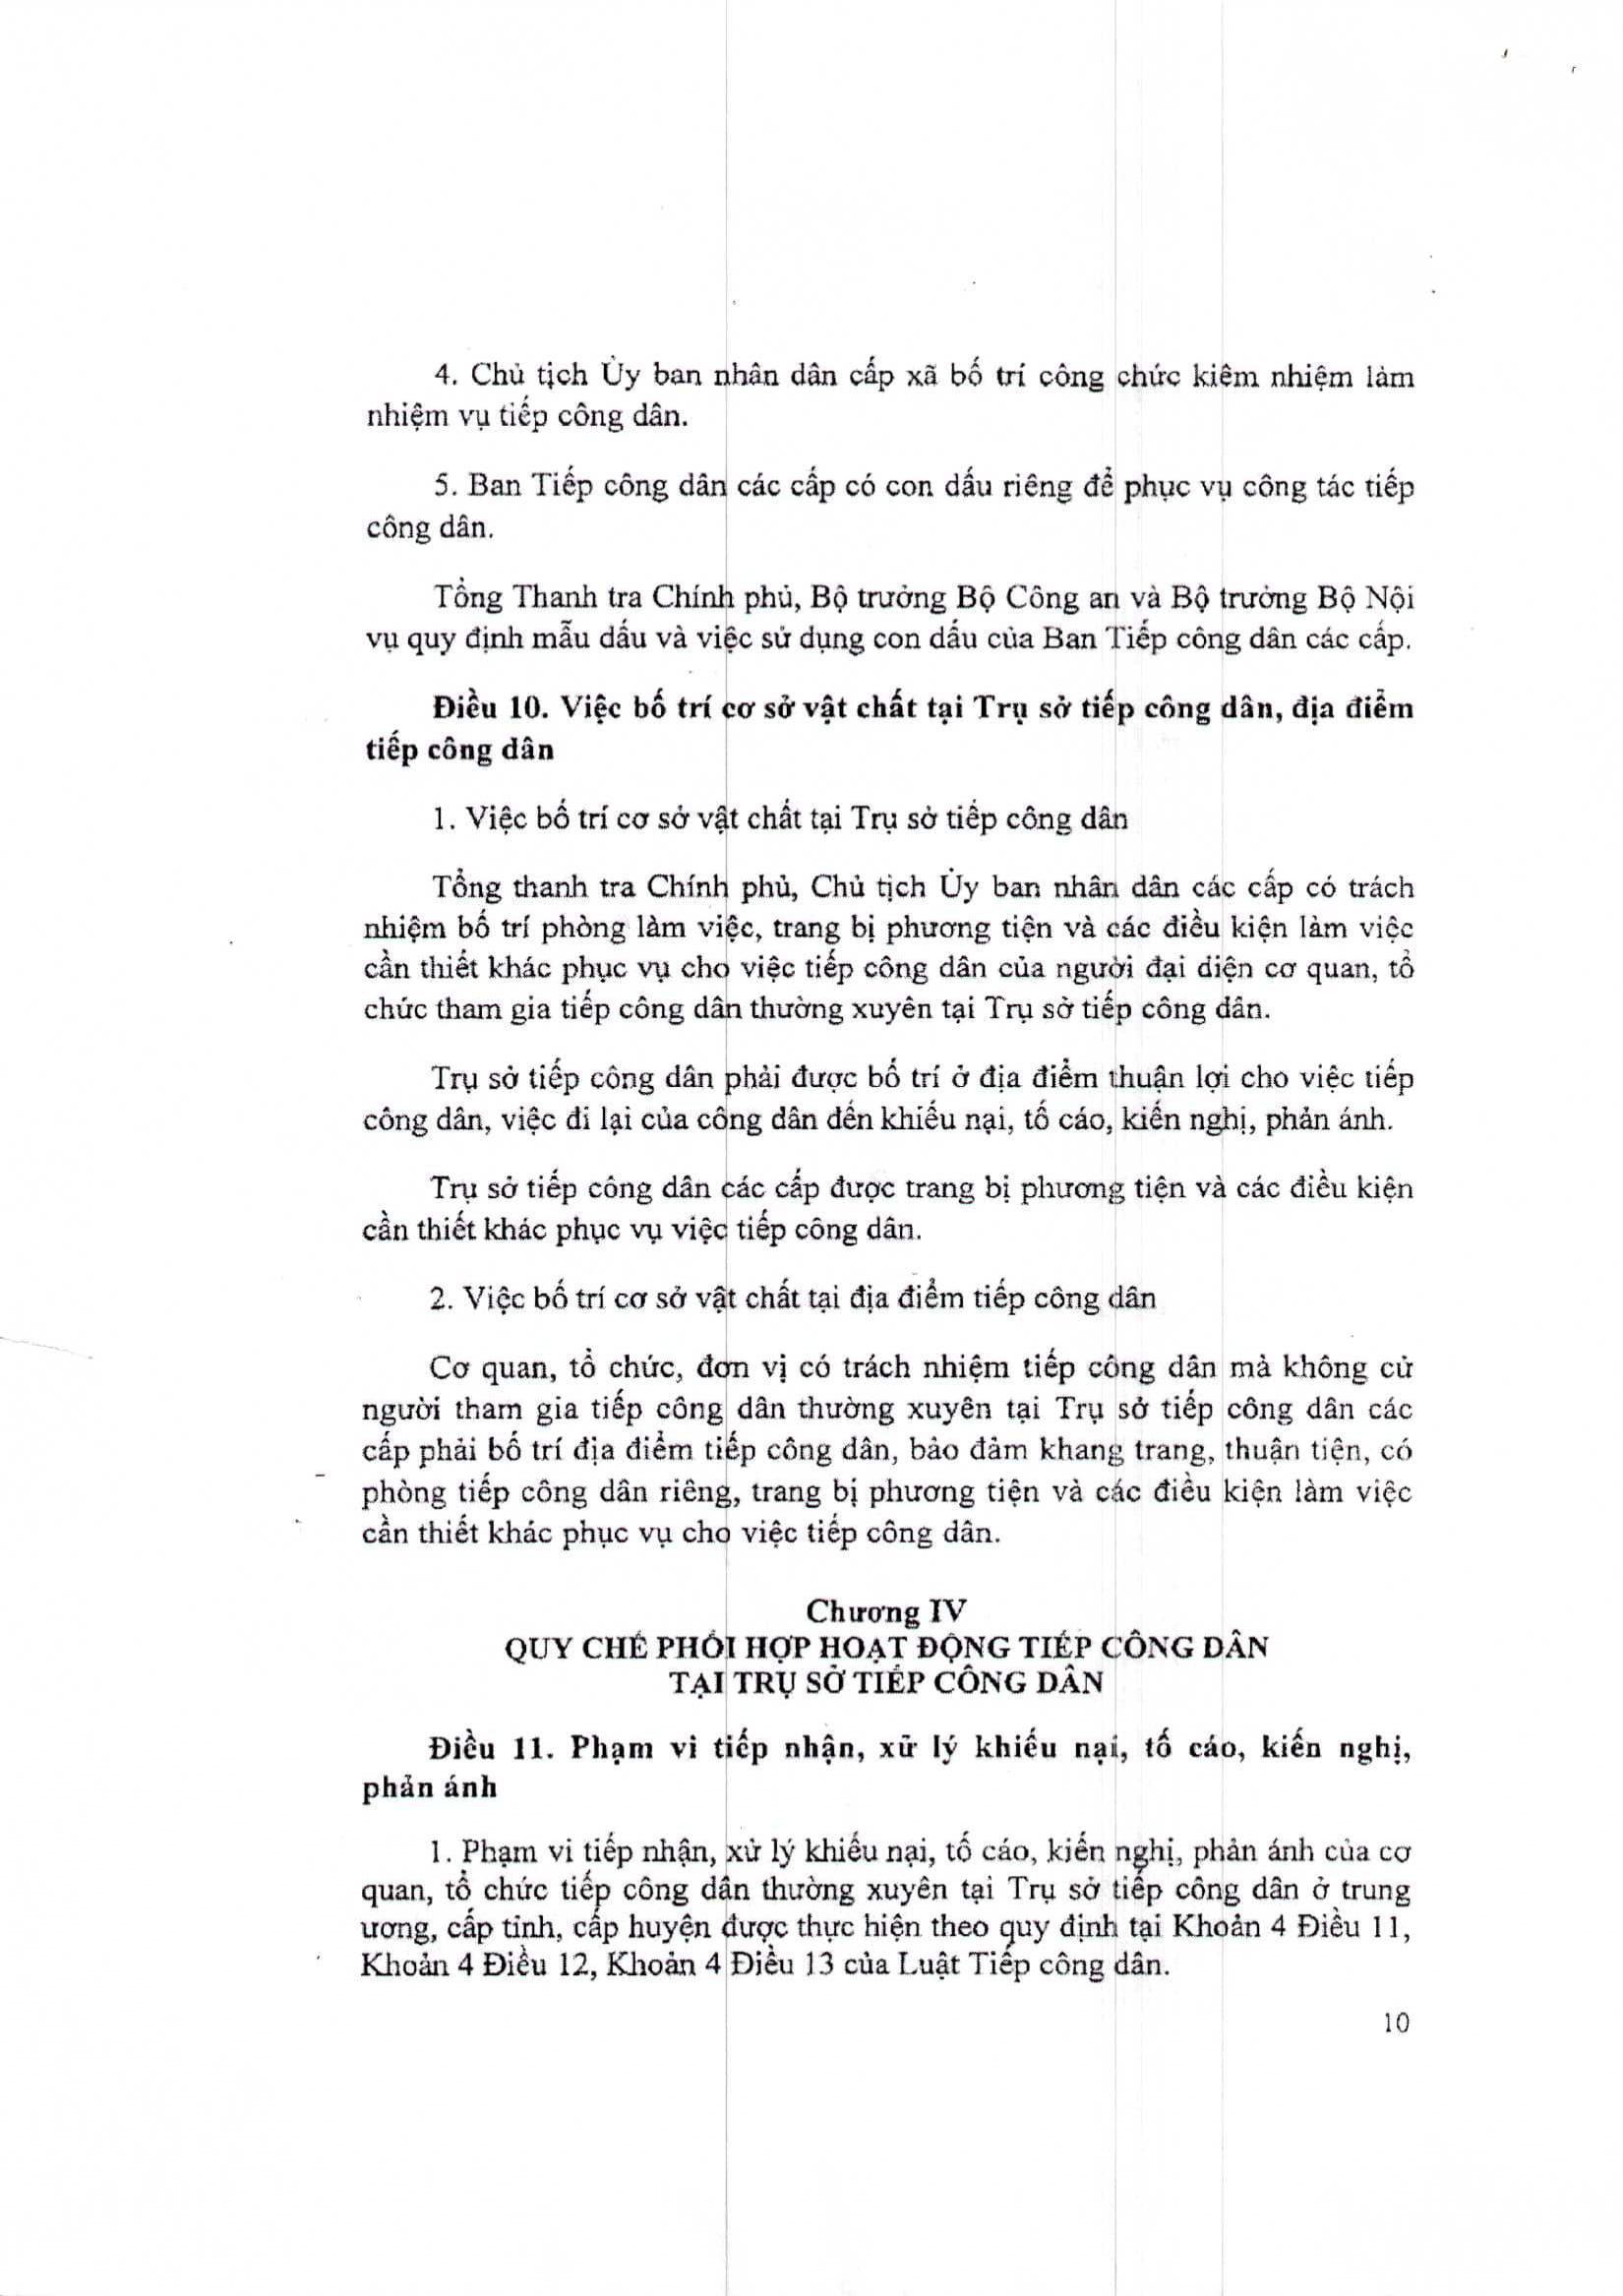 4. Chủ tịch Ủy ban nhân dân cấp xã bố trí công chức kiêm nhiệm làm
nhiệm vụ tiếp công dân.
5. Ban Tiếp công dân các cấp có con dấu riêng để phục vụ công tác tiếp
công dân.
Tổng Thanh tra Chính phủ, Bộ trưởng Bộ Công an và Bộ trưởng Bộ Nội
vụ quy định mẫu dấu và việc sử dụng con dấu của Ban Tiếp công dân các cấp.
Điều 10. Việc bố trí cơ sở vật chất tại Trụ sở tiếp công dân, địa điểm
tiếp công dân
1. Việc bố trí cơ sở vật chất tại Trụ sở tiếp công dân
Tổng thanh tra Chính phủ, Chủ tịch Ủy ban nhân dân các cấp có trách
nhiệm bố trí phòng làm việc, trang bị phương tiện và các điều kiện làm việc
cần thiết khác phục vụ cho việc tiếp công dân của người đại diện cơ quan, tổ
chức tham gia tiếp công dân thường xuyên tại Trụ sở tiếp công dân.
Trụ sở tiếp công dân phải được bố trí ở địa điểm thuận lợi cho việc tiếp
công dân, việc đi lại của công dân đến khiếu nại, tố cáo, kiến nghị, phản ánh.
Trụ sở tiếp công dân các cấp được trang bị phương tiện và các điều kiện
cần thiết khác phục vụ việc tiếp công dân.
2. Việc bố trí cơ sở vật chất tại địa điểm tiếp công dân
Cơ quan, tổ chức, đơn vị có trách nhiệm tiếp công dân mà không cử
người tham gia tiếp công dân thường xuyên tại Trụ sở tiếp công dân các
cấp phải bố trí địa điểm tiếp công dân, bảo đảm khang trang, thuận tiện, có
phòng tiếp công dân riêng, trang bị phương tiện và các điều kiện làm việc
cần thiết khác phục vụ cho việc tiếp công dân.
Chương IV
QUY CHẾ PHỐI HỢP HOẠT ĐỘNG TIẾP CÔNG DÂN
TẠI TRỤ SỞ TIẾP CÔNG DÂN
Điều 11. Phạm vi tiếp nhận, xử lý khiếu nại, tố cáo, kiến nghị,
phản ánh
1. Phạm vi tiếp nhận, xử lý khiếu nại, tố cáo, kiến nghị, phản ánh của cơ
quan, tổ chức tiếp công dân thường xuyên tại Trụ sở tiếp công dân ở trung
ương, cấp tỉnh, cấp huyện được thực hiện theo quy định tại Khoản 4 Điều 11,
Khoản 4 Điều 12, Khoản 4 Điều 13 của Luật Tiếp công dân.
10